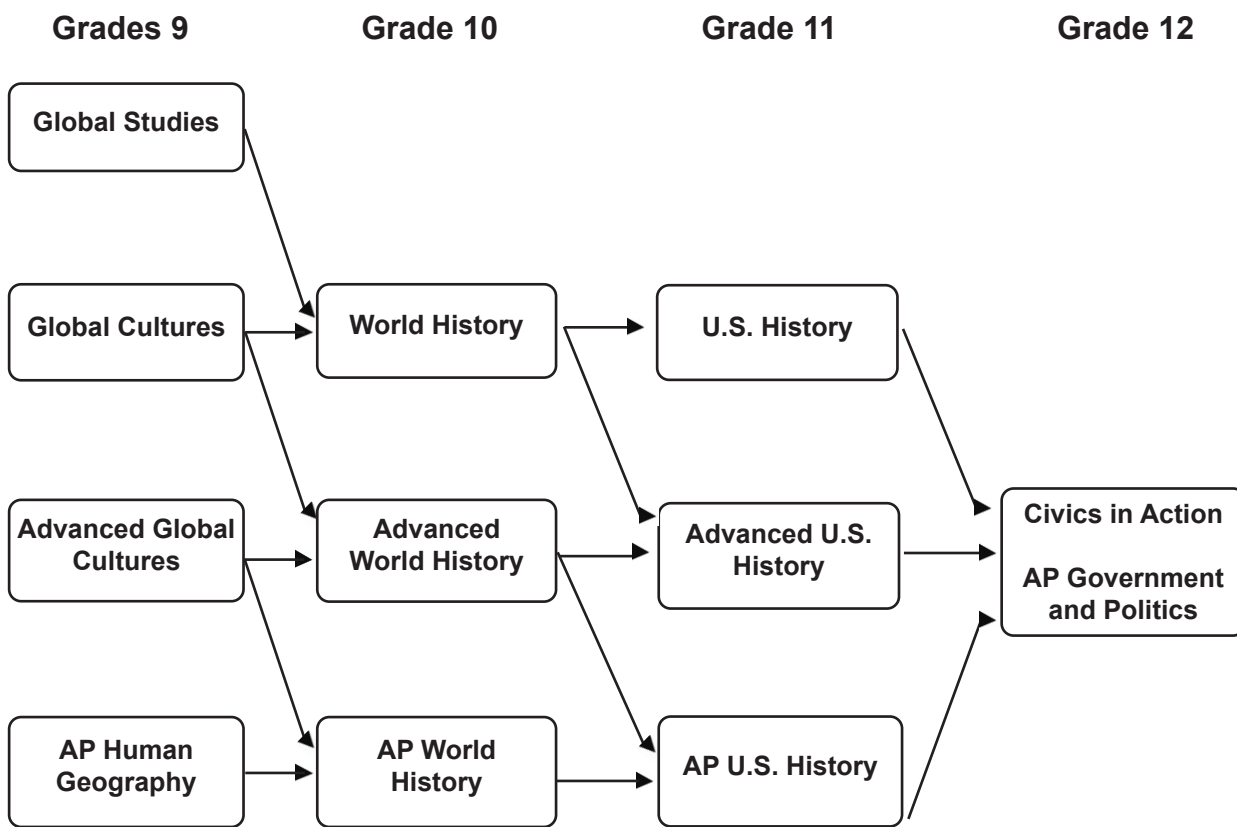 Grades 9
Grade 10
Grade 11
Grade 12
Global Studies
Global Cultures
World History
U.S. History
Advanced Global
Cultures
Advanced
World History
Advanced U.S.
History
Civics in Action
AP Government
and Politics
AP Human
Geography
AP World
History
AP U.S. History